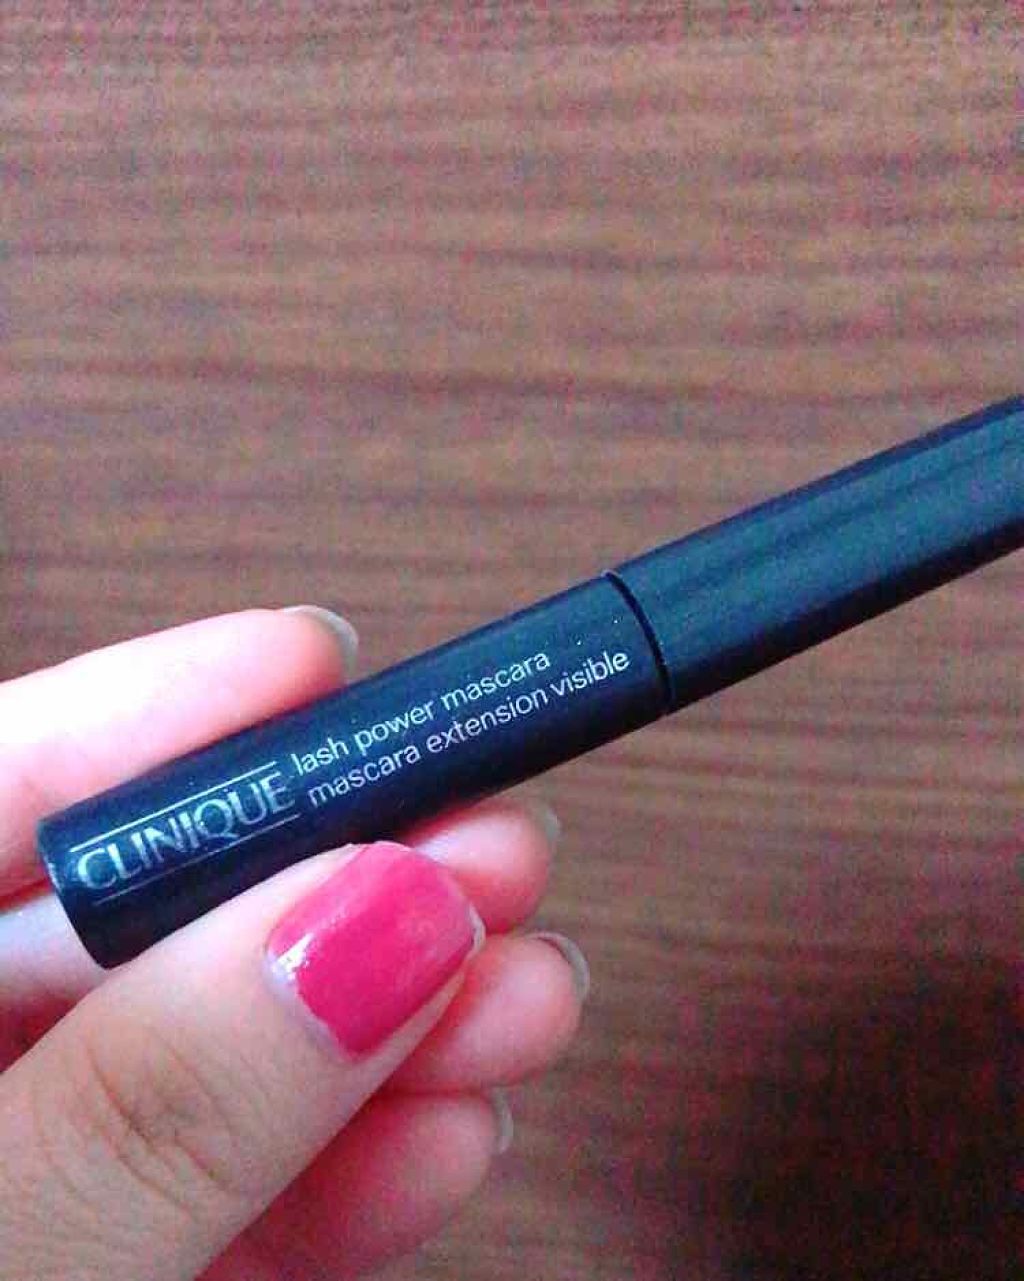 CLINIQUE
lash power mascara
mascara extension visible